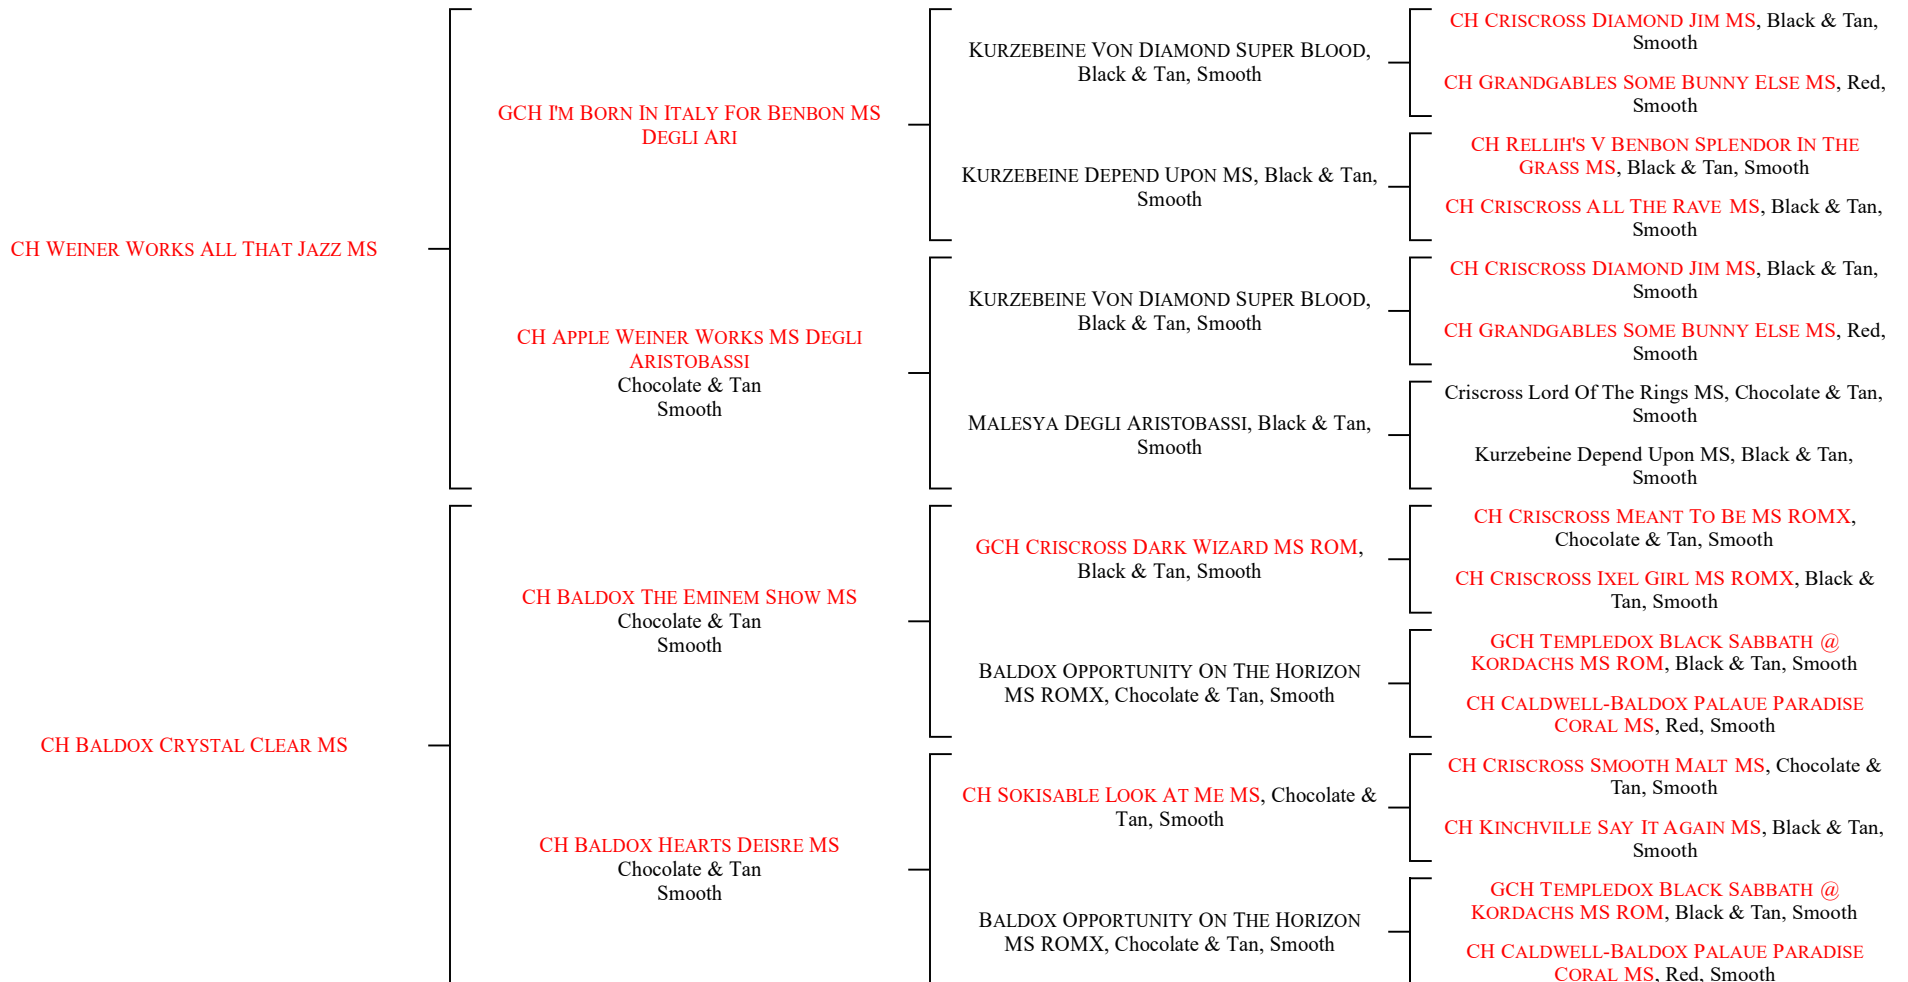 CH WEINER WORKS ALL THAT JAZZ MS
CH BALDOX CRYSTAL CLEAR MS
GCH I'M BORN IN ITALY FOR BENBON MS
DEGLI ARI
CH APPLE WEINER WORKS MS DEGLI
ARISTOBASSI
Chocolate & Tan
Smooth
CH BALDOX THE EMINEM SHOW MS
Chocolate & Tan
Smooth
CH BALDOX HEARTS DEISRE MS
Chocolate & Tan
Smooth
KURZEBEINE VON DIAMOND SUPER BLOOD,
Black & Tan, Smooth
KURZEBEINE DEPEND UPON MS, Black & Tan,
Smooth
KURZEBEINE VON DIAMOND SUPER BLOOD,
Black & Tan, Smooth
MALESYA DEGLI ARISTOBASSI, Black & Tan,
Smooth
GCH CRISCROSS DARK WIZARD MS ROM,
Black & Tan, Smooth
BALDOX OPPORTUNITY ON THE HORIZON
MS ROMX, Chocolate & Tan, Smooth
CH SOKISABLE LOOK AT ME MS, Chocolate &
Tan, Smooth
BALDOX OPPORTUNITY ON THE HORIZON
MS ROMX, Chocolate & Tan, Smooth
CH CRISCROSS DIAMOND JIM MS, Black & Tan,
Smooth
CH GRANDGABLES SOME BUNNY ELSE MS, Red,
Smooth
CH RELLIH'S V BENBON SPLENDOR IN THE
GRASS MS, Black & Tan, Smooth
CH CRISCROSS ALL THE RAVE MS, Black & Tan,
Smooth
CH CRISCROSS DIAMOND JIM MS, Black & Tan,
Smooth
CH GRANDGABLES SOME BUNNY ELSE MS, Red,
Smooth
Criscross Lord Of The Rings MS, Chocolate & Tan,
Smooth
Kurzebeine Depend Upon MS, Black & Tan,
Smooth
CH CRISCROSS MEANT TO BE MS ROMX,
Chocolate & Tan, Smooth
CH CRISCROSS IXEL GIRL MS ROMX, Black &
Tan, Smooth
GCH TEMPLEDOX BLACK SABBATH @
KORDACHS MS ROM, Black & Tan, Smooth
CH CALDWELL-BALDOX PALAUE PARADISE
CORAL MS, Red, Smooth
CH CRISCROSS SMOOTH MALT MS, Chocolate &
Tan, Smooth
CH KINCHVILLE SAY IT AGAIN MS, Black & Tan,
Smooth
GCH TEMPLEDOX BLACK SABBATH @
KORDACHS MS ROM, Black & Tan, Smooth
CH CALDWELL-BALDOX PALAUE PARADISE
CORAL MS, Red, Smooth